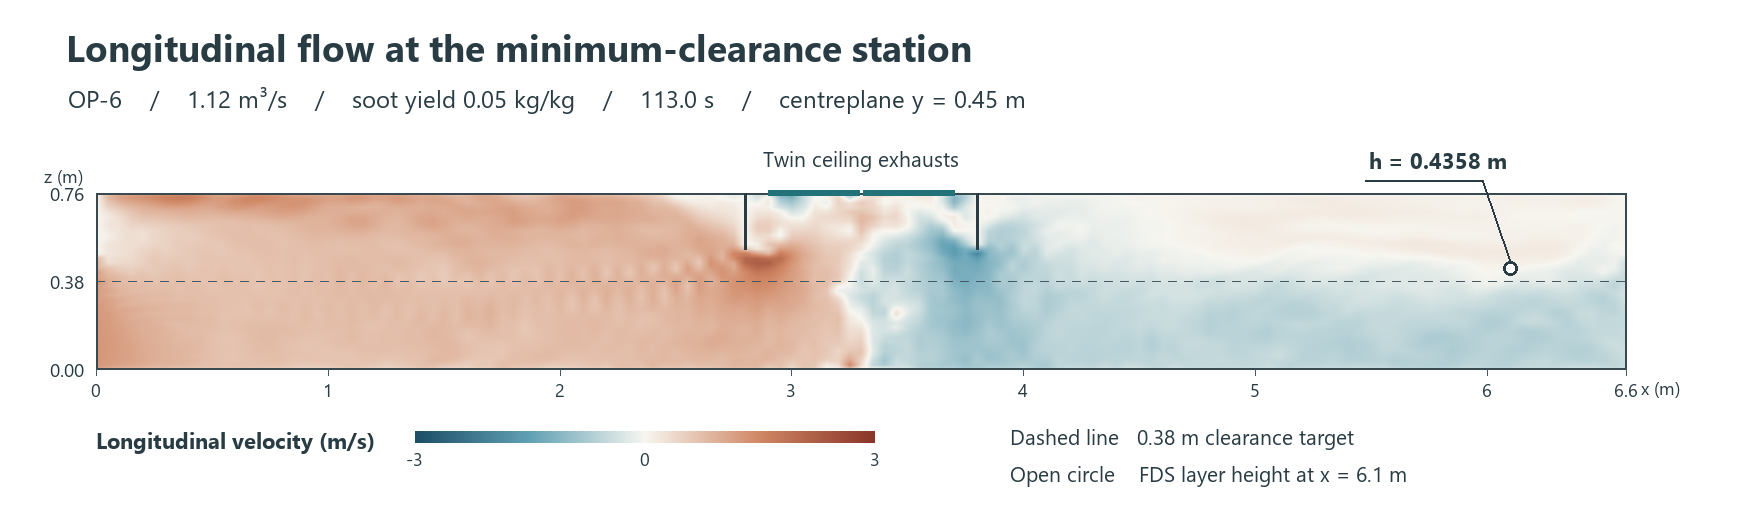 Longitudinal flow at the minimum-clearance station
OP-6 / 1.12 m³/s / soot yield 0.05 kg/kg / 113.0 s / centreplane y = 0.45 m
Twin ceiling exhausts
h = 0.4358 m
z (m)
0.76
0.38
0.00
0 1 2 3 4 5 6 6.6 x (m)
Longitudinal velocity (m/s)
-3 0 3
Dashed line 0.38 m clearance target
Open circle FDS layer height at x = 6.1 m